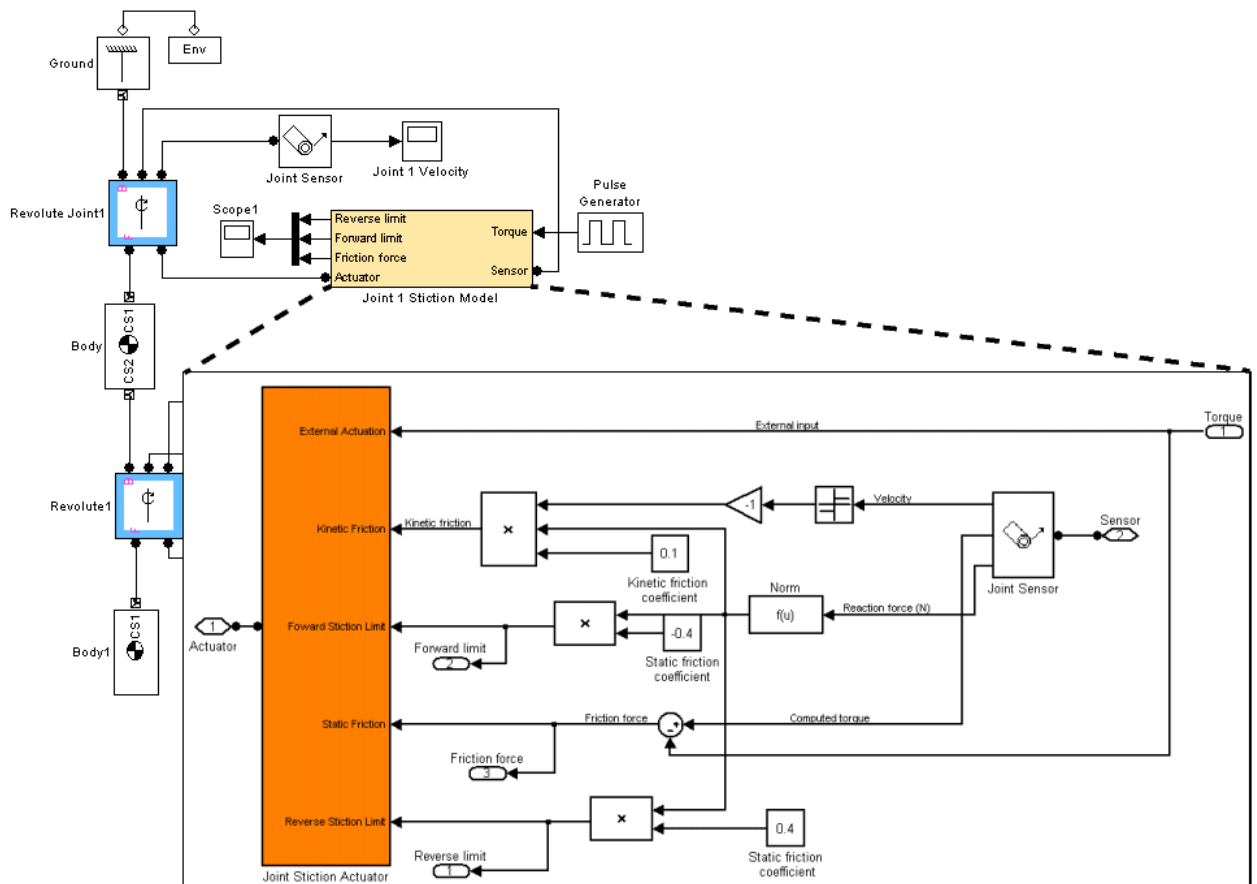 Env
Ground
Joint Sensor
Joint 1 Velocity
Pulse
Generator
B
Revolute Joint1
F
Scope1
Reverse limit
Forward limit
Friction force
Actuator
Torque
Sensor
Joint 1 Stiction Model
Body
CS1
CS2
B
Revolute1
F
Body1
CS1
External Actuation
External input
Torque
1
Kinetic Friction
Kinetic friction
×
-1
Velocity
Sensor
2
Joint Sensor
0.1
Kinetic friction
coefficient
Norm
f(u)
Reaction force (N)
1
Actuator
Foward Stiction Limit
×
-0.4
Static friction
coefficient
Forward limit
2
Static Friction
Friction force
+
-
Computed torque
Friction force
3
Reverse Stiction Limit
×
0.4
Static friction
coefficient
Reverse limit
1
Joint Stiction Actuator